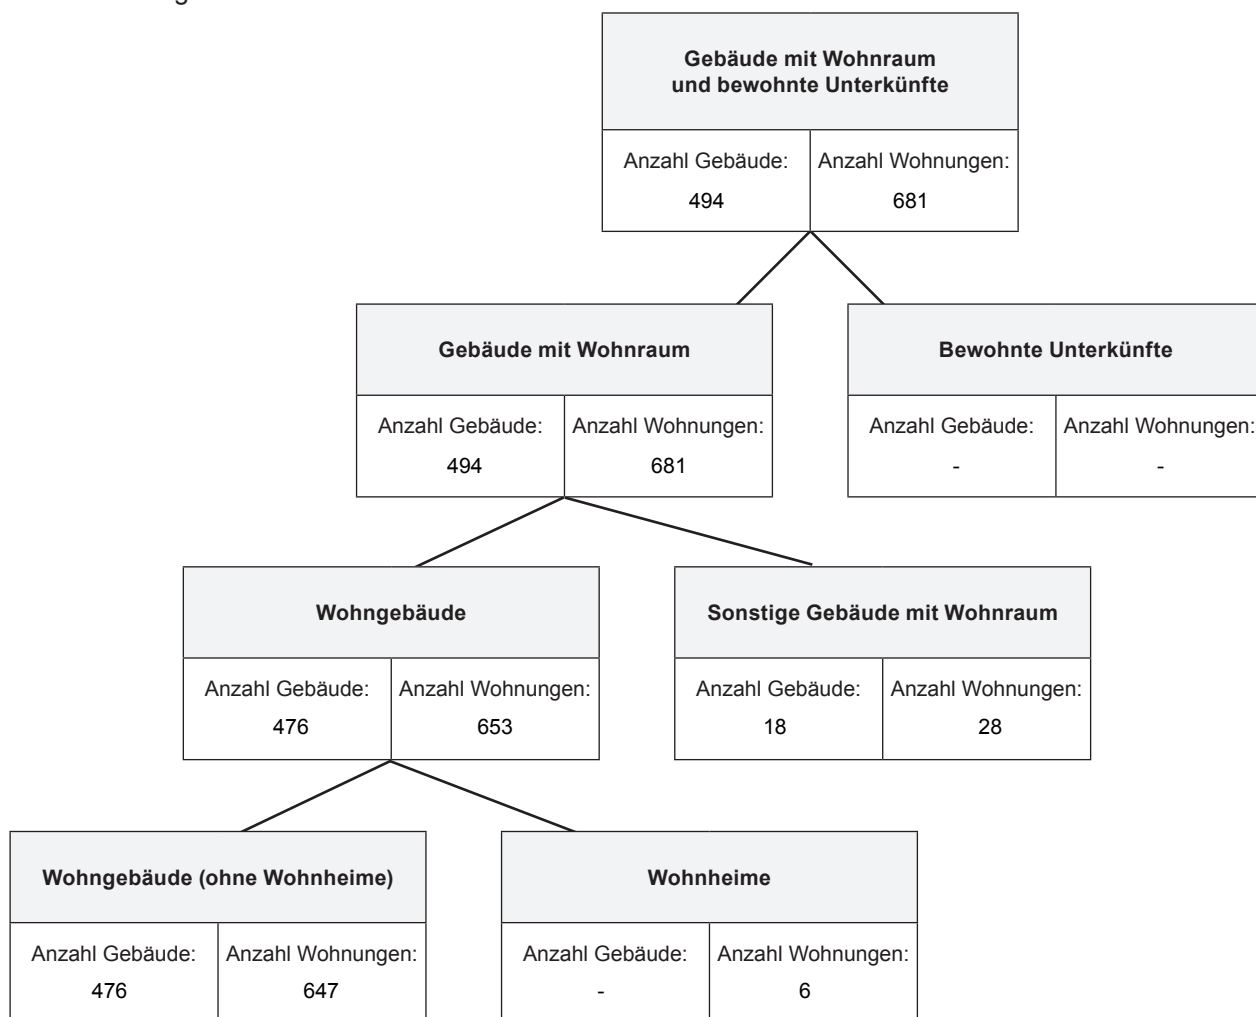 Gebäude mit Wohnraum
und bewohnte Unterkünfte
Anzahl Gebäude:
494
Anzahl Wohnungen:
681
Gebäude mit Wohnraum
Anzahl Gebäude:
494
Anzahl Wohnungen:
681
Bewohnte Unterkünfte
Anzahl Gebäude:
-
Anzahl Wohnungen:
-
Wohngebäude
Anzahl Gebäude:
476
Anzahl Wohnungen:
653
Sonstige Gebäude mit Wohnraum
Anzahl Gebäude:
18
Anzahl Wohnungen:
28
Wohngebäude (ohne Wohnheime)
Anzahl Gebäude:
476
Anzahl Wohnungen:
647
Wohnheime
Anzahl Gebäude:
-
Anzahl Wohnungen:
6